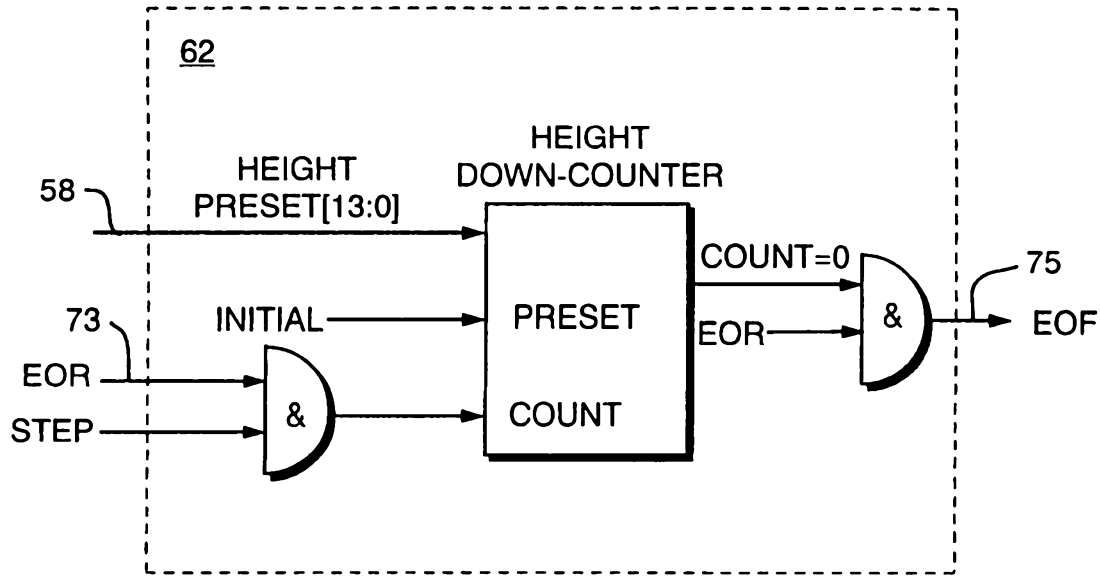 62
HEIGHT
DOWN-COUNTER
HEIGHT
PRESET[13:0]
58
COUNT=0
75
73
INITIAL
PRESET
EOR
&
EOF
EOR
&
COUNT
STEP